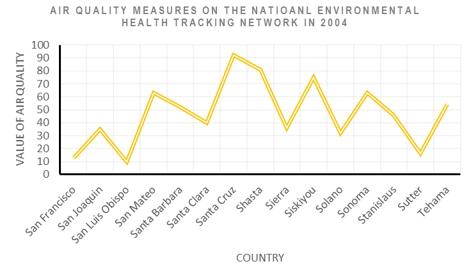 AIR QUALITY MEASURES ON THE NATIOANL ENVIRONMENTAL
HEALTH TRACKING NETWORK IN 2004
VALUE OF AIR QUALITY
100
90
80
70
60
50
40
30
20
10
0
San Francisco
San Joaquin
San Luis Obispo
San Mateo
Santa Barbara
Santa Clara
Santa Cruz
Shasta
Sierra
Siskiyou
Solano
Sonoma
Stanislaus
Sutter
Tehama
COUNTRY